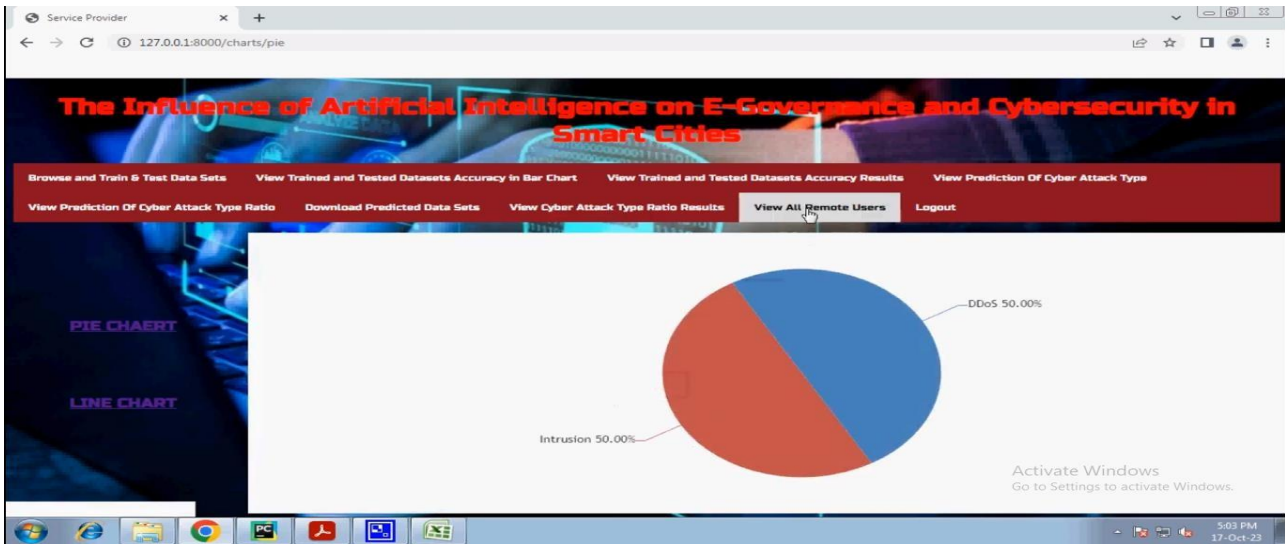 Service Provider
127.0.0.1:8000/charts/pie
The Influence of Artificial Intelligence on E-Governance and Cybersecurity in
Smart Cities
Browse and Train & Test Data Sets View Trained and Tested Datasets Accuracy in Bar Chart View Trained and Tested Datasets Accuracy Results View Prediction Of Cyber Attack Type
View Prediction Of Cyber Attack Type Ratio Download Predicted Data Sets View Cyber Attack Type Ratio Results View All Remote Users Logout
DDoS 50.00%
PIE CHAERT
LINE CHART
Intrusion 50.00%
Activate Windows
Go to Settings to activate Windows.
PC
5:03 PM
17-Oct-23